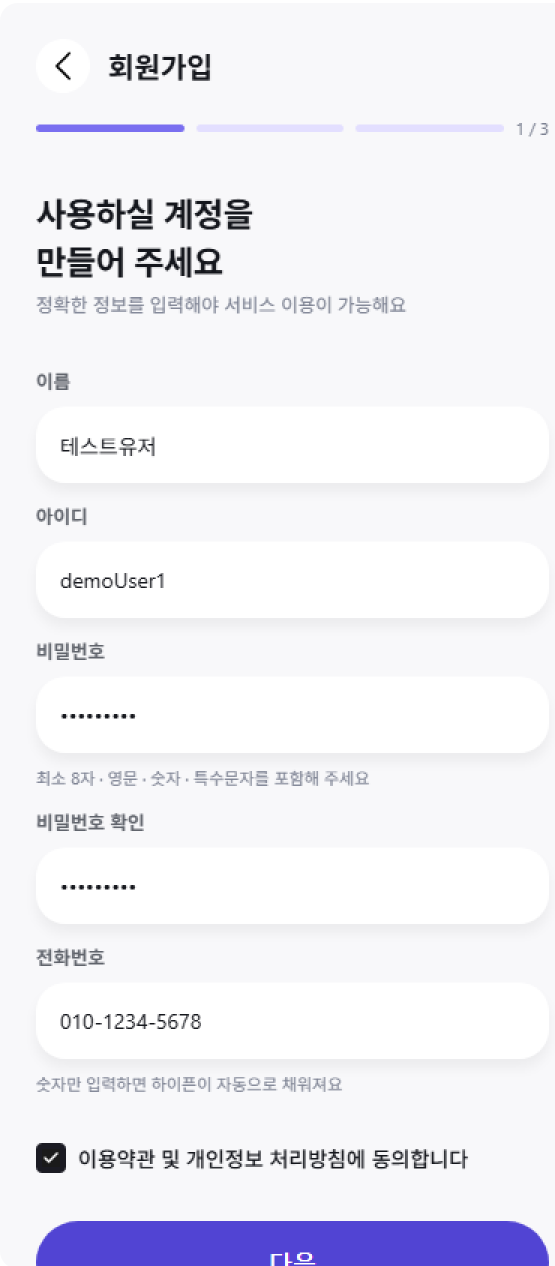 회원가입
1 / 3
사용하실 계정을
만들어 주세요
정확한 정보를 입력해야 서비스 이용이 가능해요
이름
테스트유저
아이디
demoUser1
비밀번호
•••••••••
최소 8자 · 영문 · 숫자 · 특수문자를 포함해 주세요
비밀번호 확인
•••••••••
전화번호
010-1234-5678
숫자만 입력하면 하이픈이 자동으로 채워져요
이용약관 및 개인정보 처리방침에 동의합니다
다음